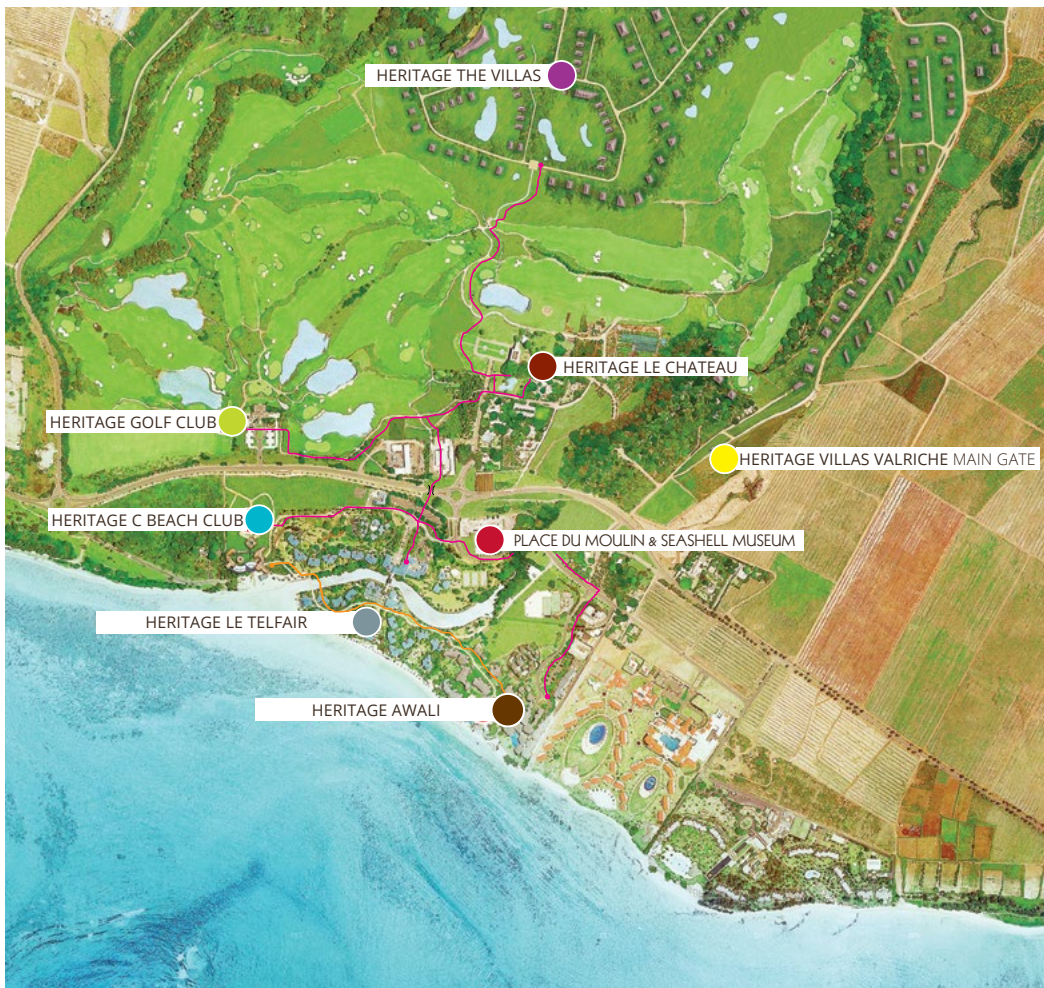 HERITAGE THE VILLAS
HERITAGE LE CHATEAU
HERITAGE GOLF CLUB
HERITAGE VILLAS VALRICHE MAIN GATE
HERITAGE C BEACH CLUB
PLACE DU MOULIN & SEASHELL MUSEUM
HERITAGE LE TELFAIR
HERITAGE AWALI